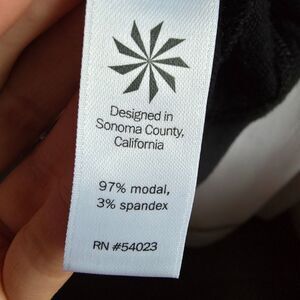 Designed in
Sonoma County,
California
97% modal,
3% spandex
RN #54023